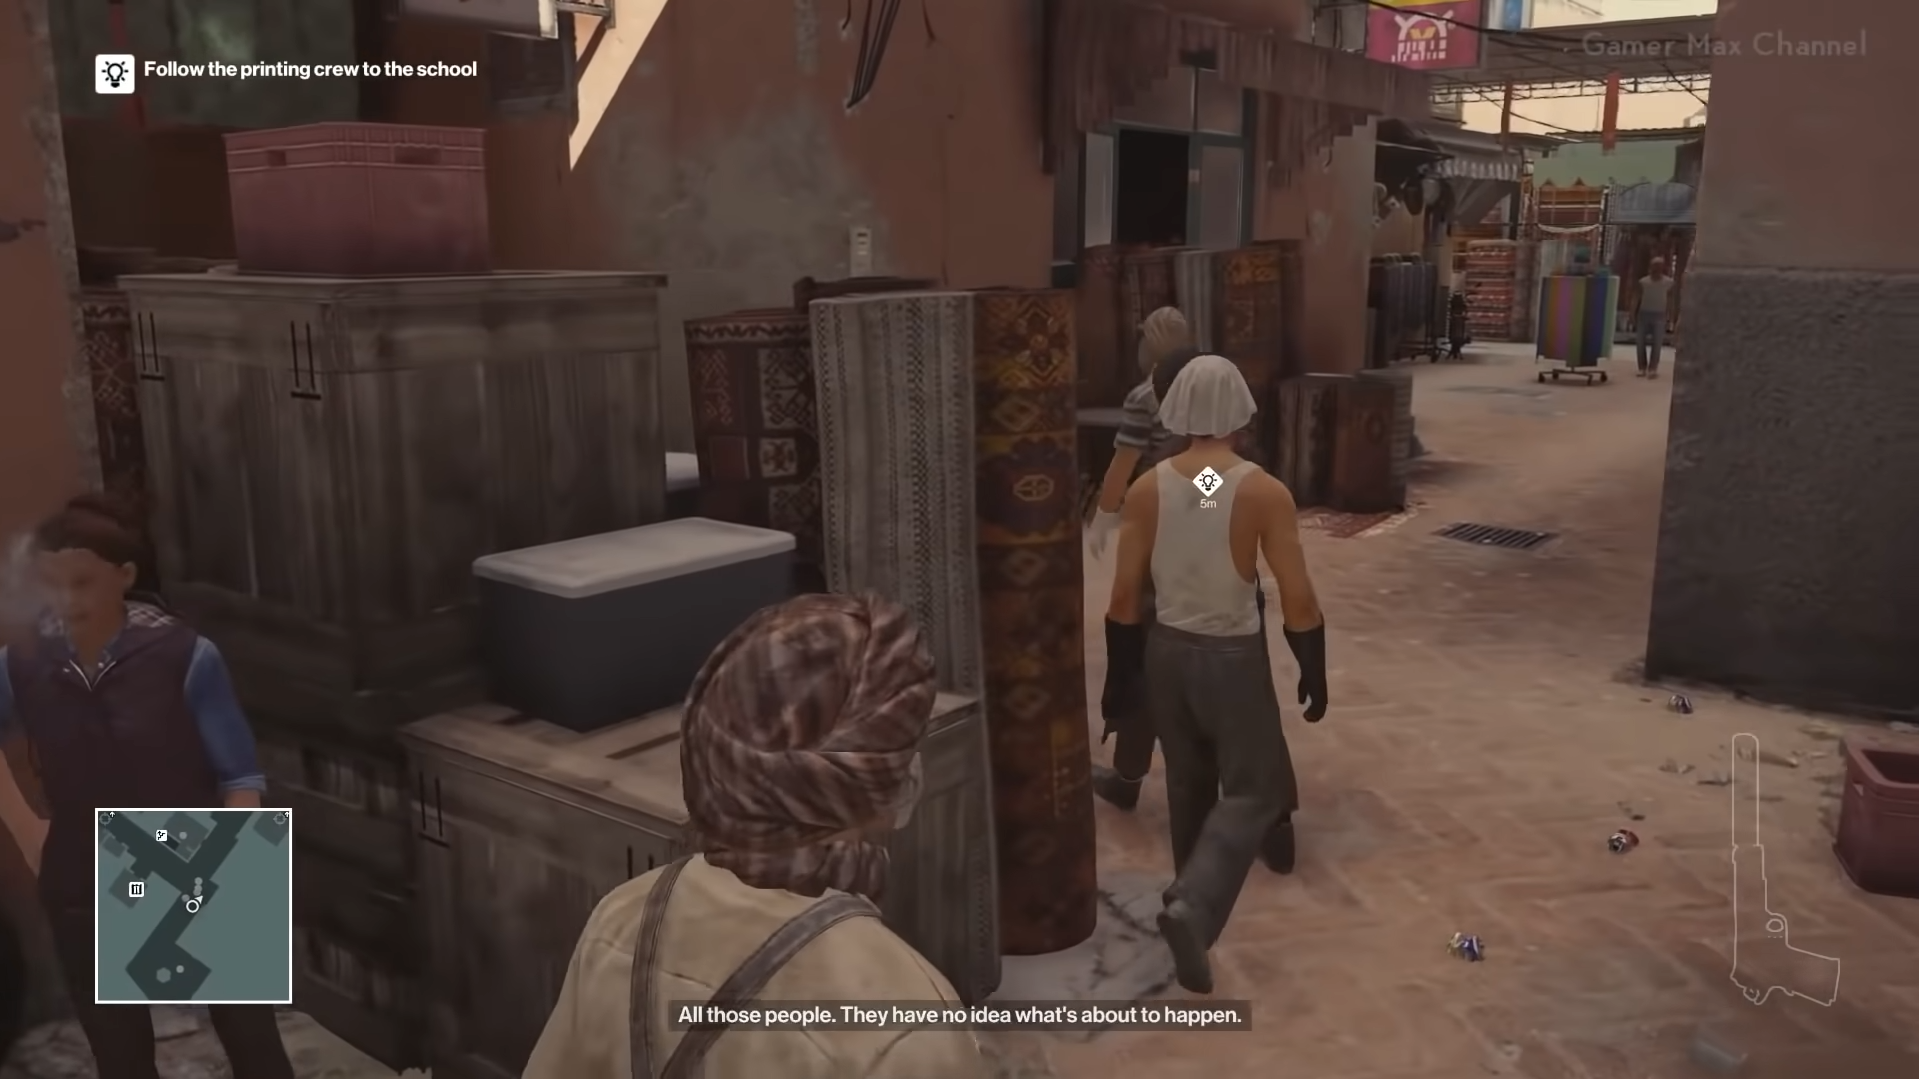 Follow the printing crew to the school
Gamer Max Channel
5m
All those people. They have no idea what's about to happen.